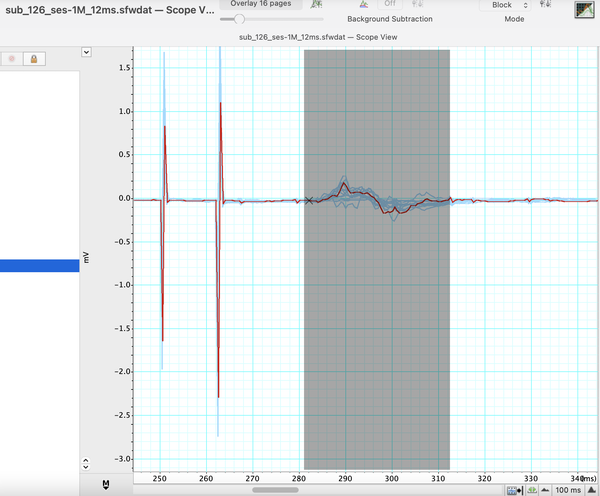 sub_126_ses-1M_12ms.sfwdat — Scope V...
Overlay 16 pages
Off
Background Subtraction
Block
Mode
sub_126_ses-1M_12ms.sfwdat — Scope View
1.5
1.0
0.5
0.0
−0.5
−1.0
−1.5
−2.0
−2.5
−3.0
mV
250 260 270 280 290 300 310 320 330 340 (ms)
M
100 ms